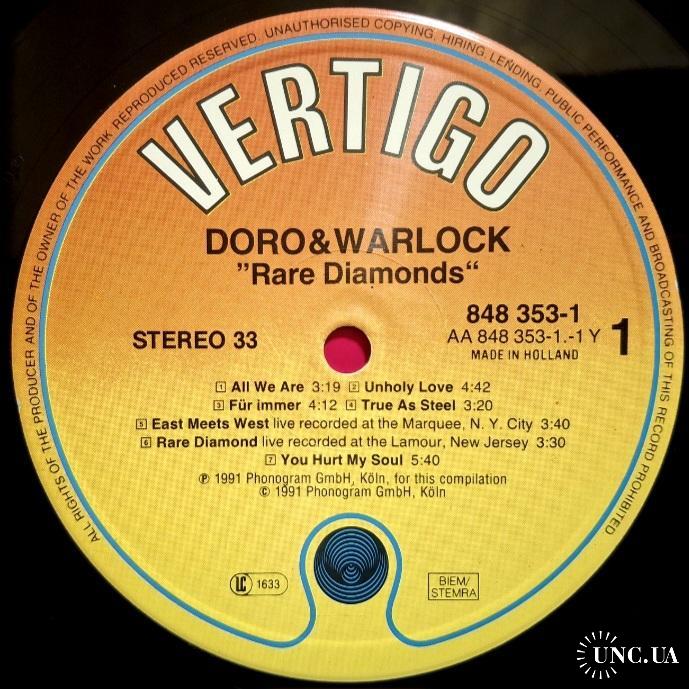 ALL RIGHTS OF THE PRODUCER AND OF THE OWNER OF THE WORK REPRODUCED RESERVED. UNAUTHORISED COPYING, HIRING, LENDING, PUBLIC PERFORMANCE AND BROADCASTING OF THIS RECORD PROHIBITED
VERTIGO
DORO&WARLOCK
"Rare Diamonds“
848 353-1
STEREO 33
AA 848 353-1.-1 Y
1
MADE IN HOLLAND
1 All We Are 3:19 2 Unholy Love 4:42
3 Für immer 4:12 4 True As Steel 3:20
5 East Meets West live recorded at the Marquee, N. Y. City 3:40
6 Rare Diamond live recorded at the Lamour, New Jersey 3:30
7 You Hurt My Soul 5:40
℗ 1991 Phonogram GmbH, Köln, for this compilation
© 1991 Phonogram GmbH, Köln
LC 1633
BIEM/
STEMRA
UNC.UA